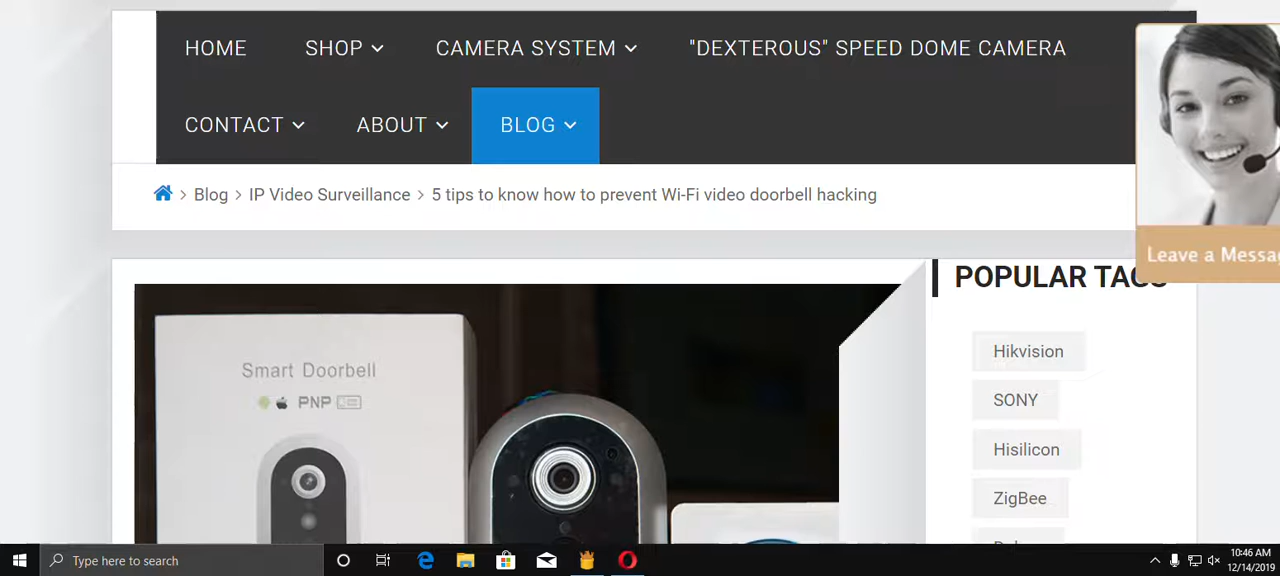 HOME SHOP CAMERA SYSTEM "DEXTEROUS" SPEED DOME CAMERA
CONTACT ABOUT BLOG
Blog > IP Video Surveillance > 5 tips to know how to prevent Wi-Fi video doorbell hacking
Leave a
POPULAR
Smart Doorbell
PNP
Hikvision
SONY
Hisilicon
ZigBee
Type here to search
10:46 AM
12/14/2019